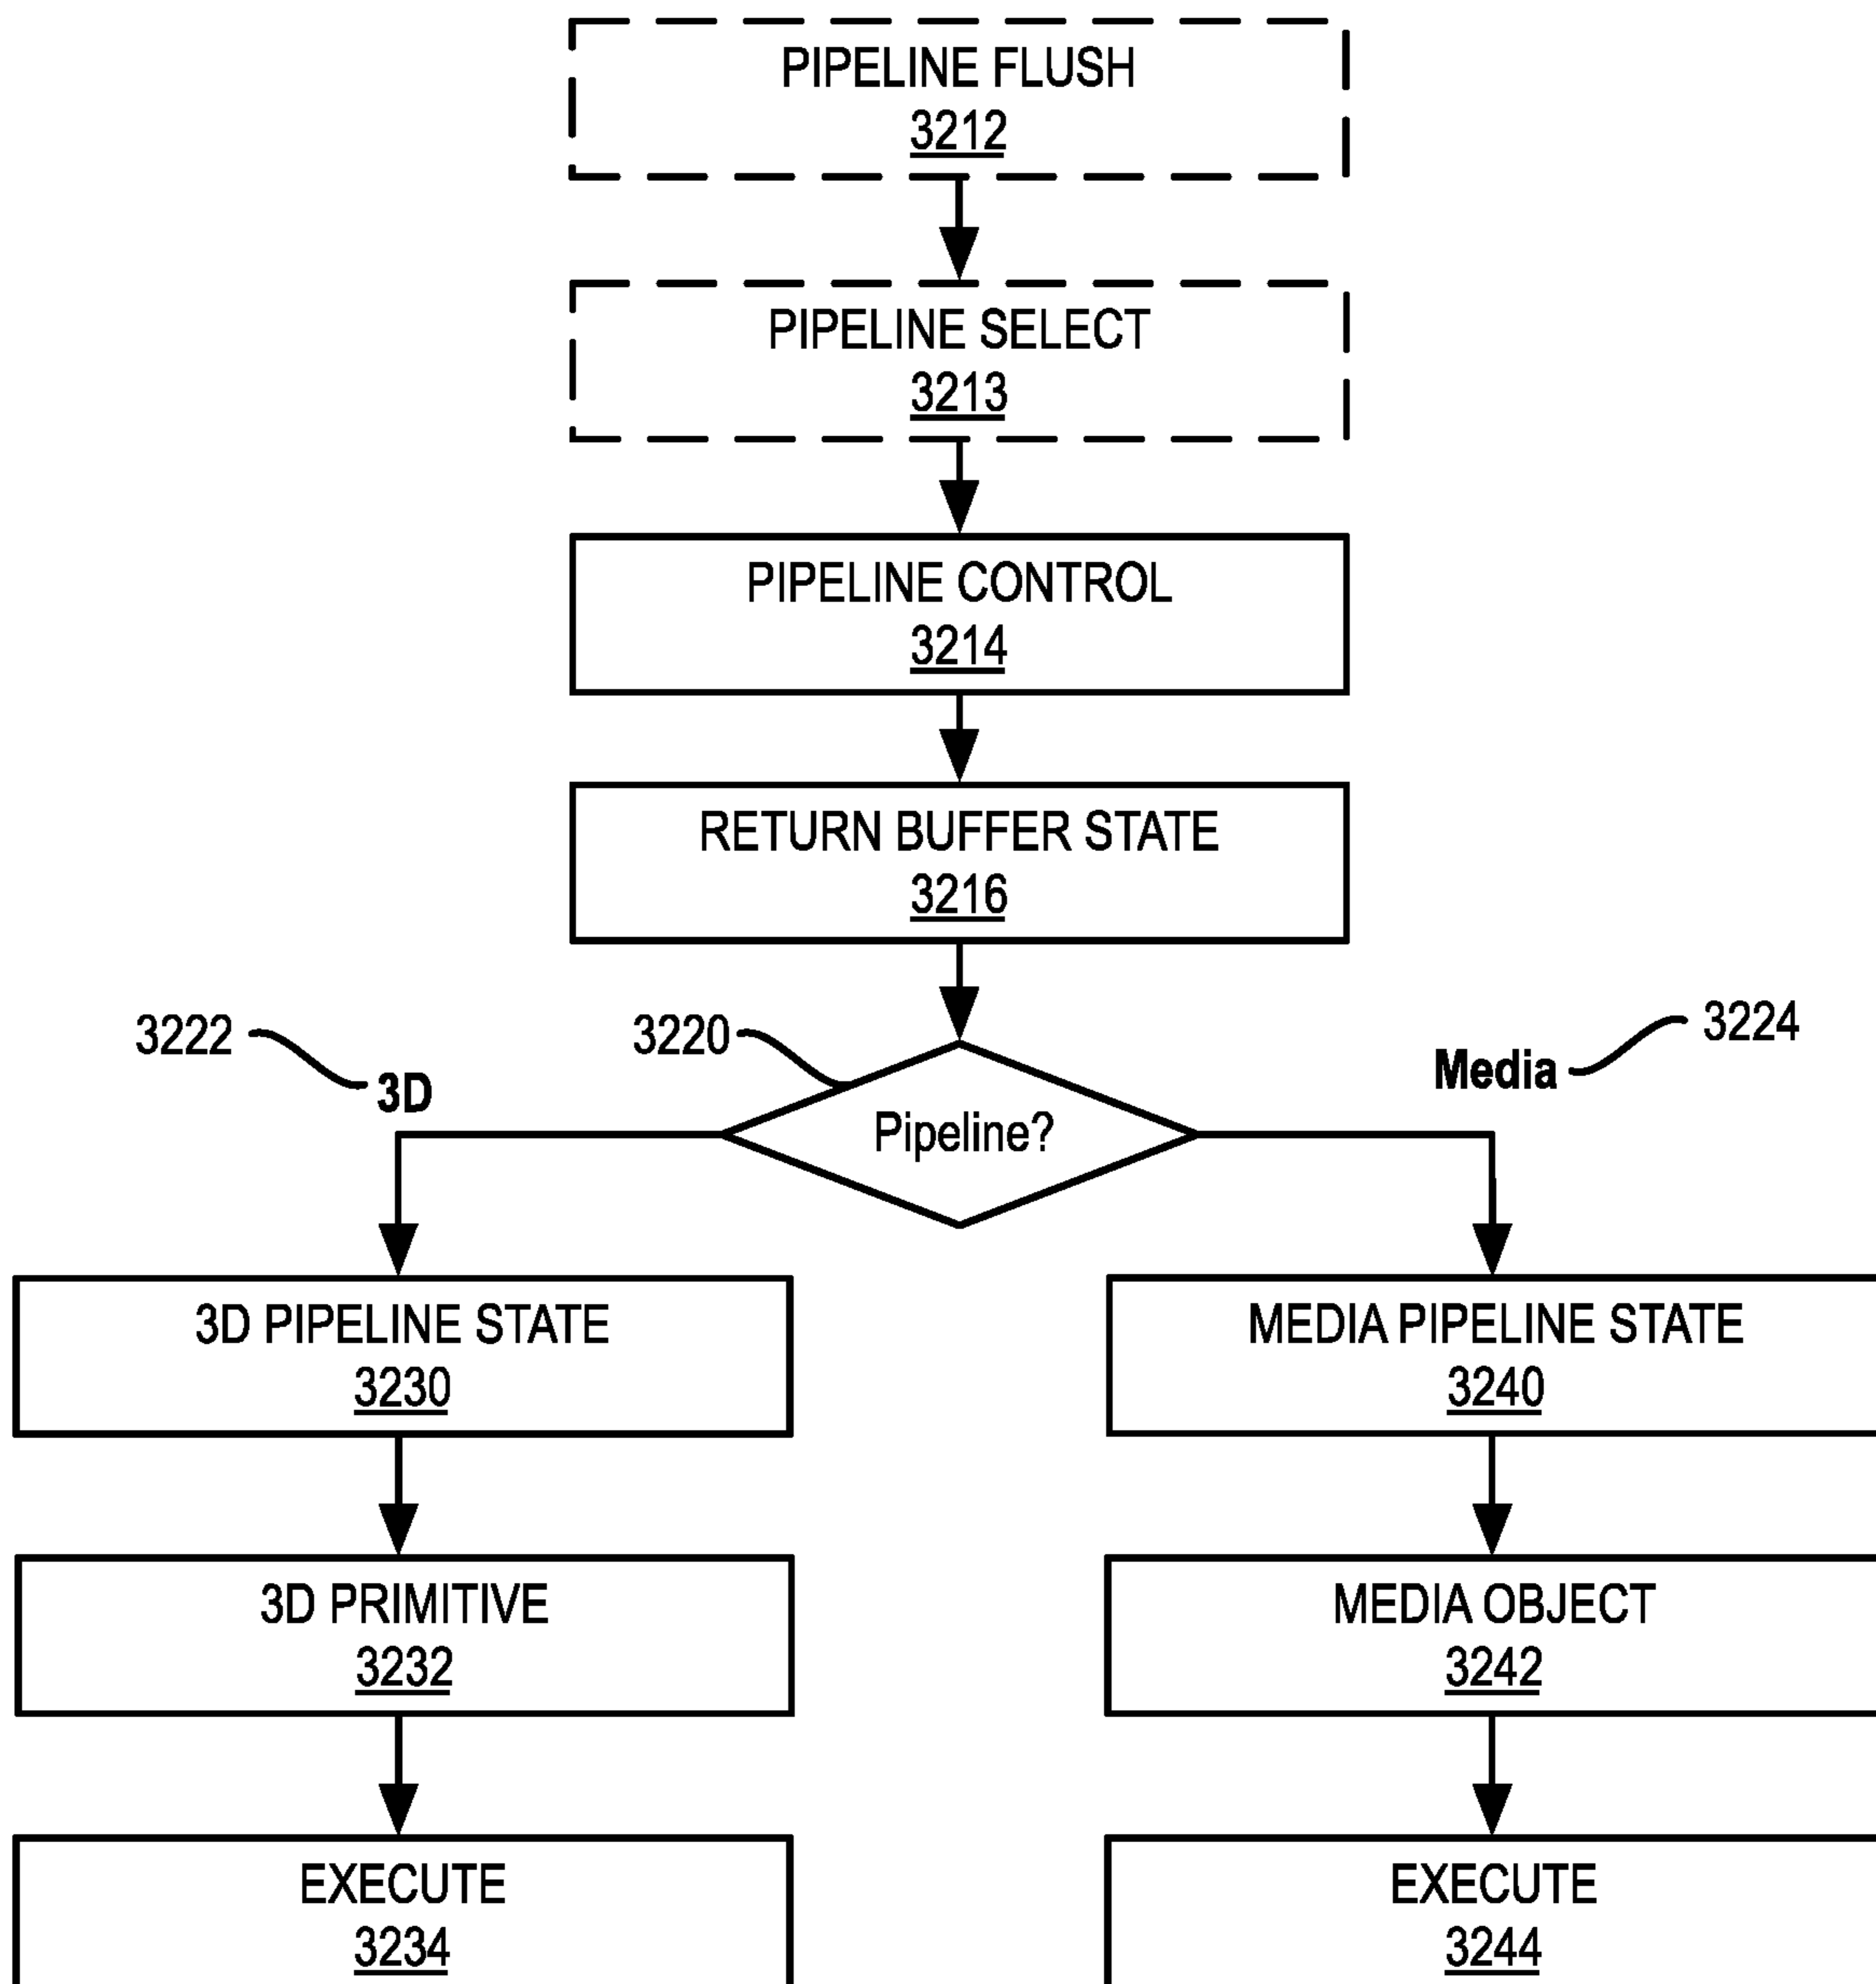 PIPELINE FLUSH
3212
PIPELINE SELECT
3213
PIPELINE CONTROL
3214
RETURN BUFFER STATE
3216
3222
3220
3224
3D
Media
Pipeline?
3D PIPELINE STATE
3230
MEDIA PIPELINE STATE
3240
3D PRIMITIVE
3232
MEDIA OBJECT
3242
EXECUTE
3234
EXECUTE
3244